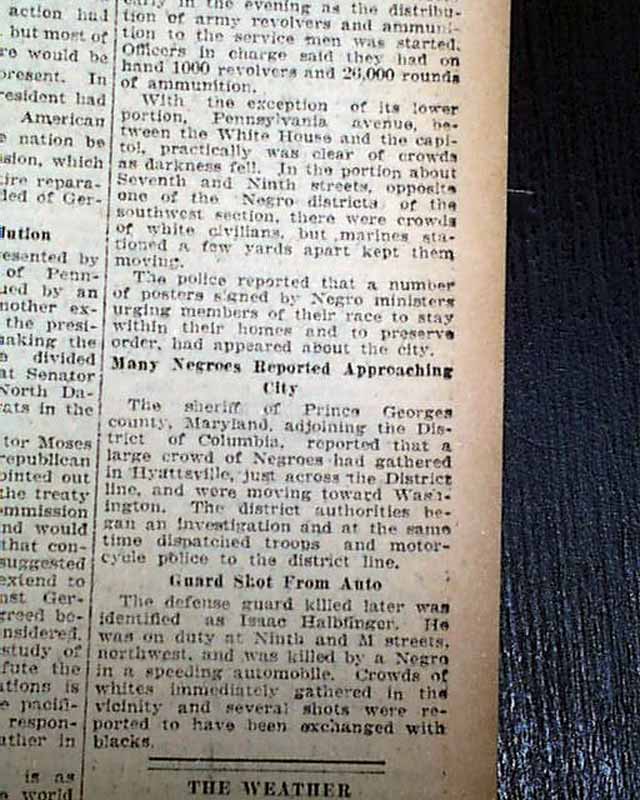 action had
but most of
re would be
present. In
resident had
American
e nation be
ssion, which
tire repara-
ded of Ger-
lution
resented by
of Penn-
ued by an
nother ex-
the presi-
making the
divided
at Senator
North Da-
rats in the
tor Moses
republican
ointed out
the treaty
ommission
nd would
that con-
suggested
extend to
nst Ger-
greed be-
nsidered.
study of
fute the
ations is
e pacifi-
respon-
ather in
is as
world
early in the evening as the distribu-
tion of army revolvers and ammuni-
tion to the service men was started.
Officers in charge said they had on
hand 1000 revolvers and 26,000 rounds
of ammunition.
With the exception of its lower
portion, Pennsylvania avenue, be-
tween the White House and the capi-
tol, practically was clear of crowds
as darkness fell. In the portion about
Seventh and Ninth streets, opposite
one of the Negro districts of the
southwest section, there were crowds
of white civilians, but marines sta-
tioned a few yards apart kept them
moving.
The police reported that a number
of posters signed by Negro ministers
urging members of their race to stay
within their homes and to preserve
order, had appeared about the city.
Many Negroes Reported Approaching
City
The sheriff of Prince Georges
county, Maryland, adjoining the Dis-
trict of Columbia, reported that a
large crowd of Negroes had gathered
in Hyattsville, just across the District
line, and were moving toward Wash-
ington. The district authorities be-
gan an investigation and at the same
time dispatched troops and motor-
cycle police to the district line.
Guard Shot From Auto
The defense guard killed later was
identified as Isaac Halbfinger. He
was on duty at Ninth and M streets,
northwest, and was killed by a Negro
in a speeding automobile. Crowds of
whites immediately gathered in the
vicinity and several shots were re-
ported to have been exchanged with
blacks.
THE WEATHER